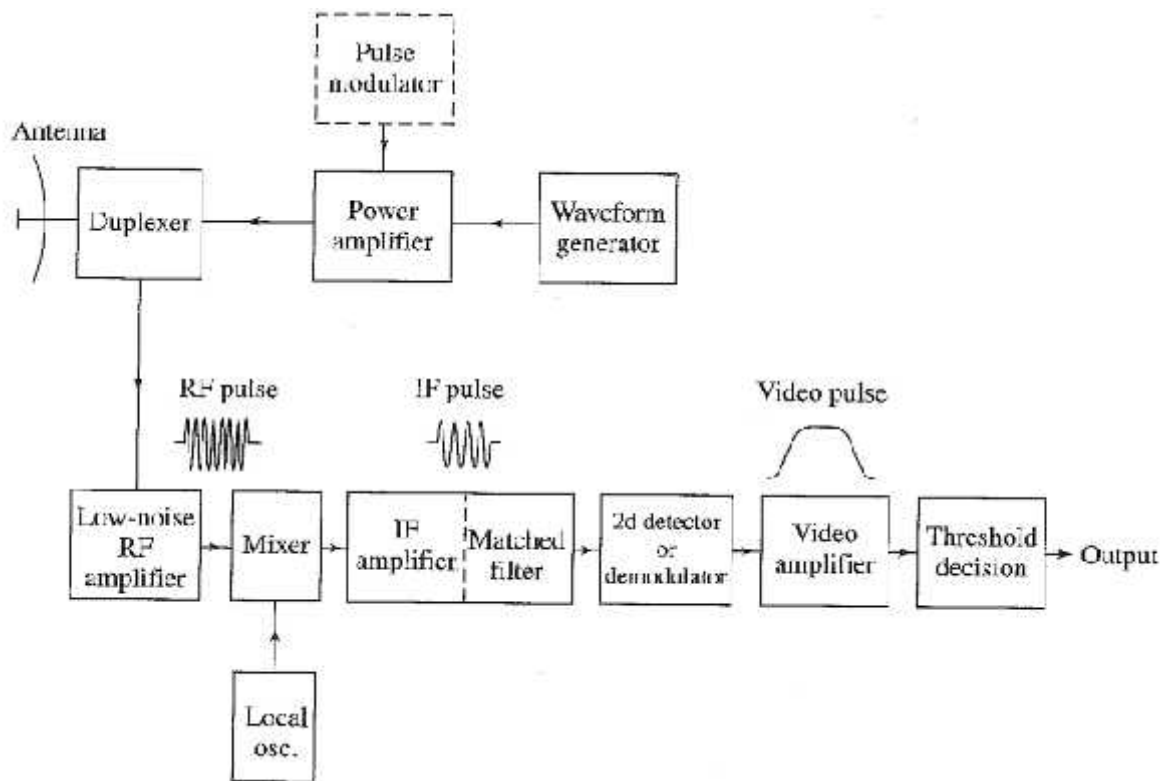 Pulse
modulator
Antenna
Duplexer
Power
amplifier
Waveform
generator
RF pulse
IF pulse
Video pulse
Low-noise
RF
amplifier
Mixer
IF
amplifier
Matched
filter
2d detector
or
demodulator
Video
amplifier
Threshold
decision
Output
Local
osc.